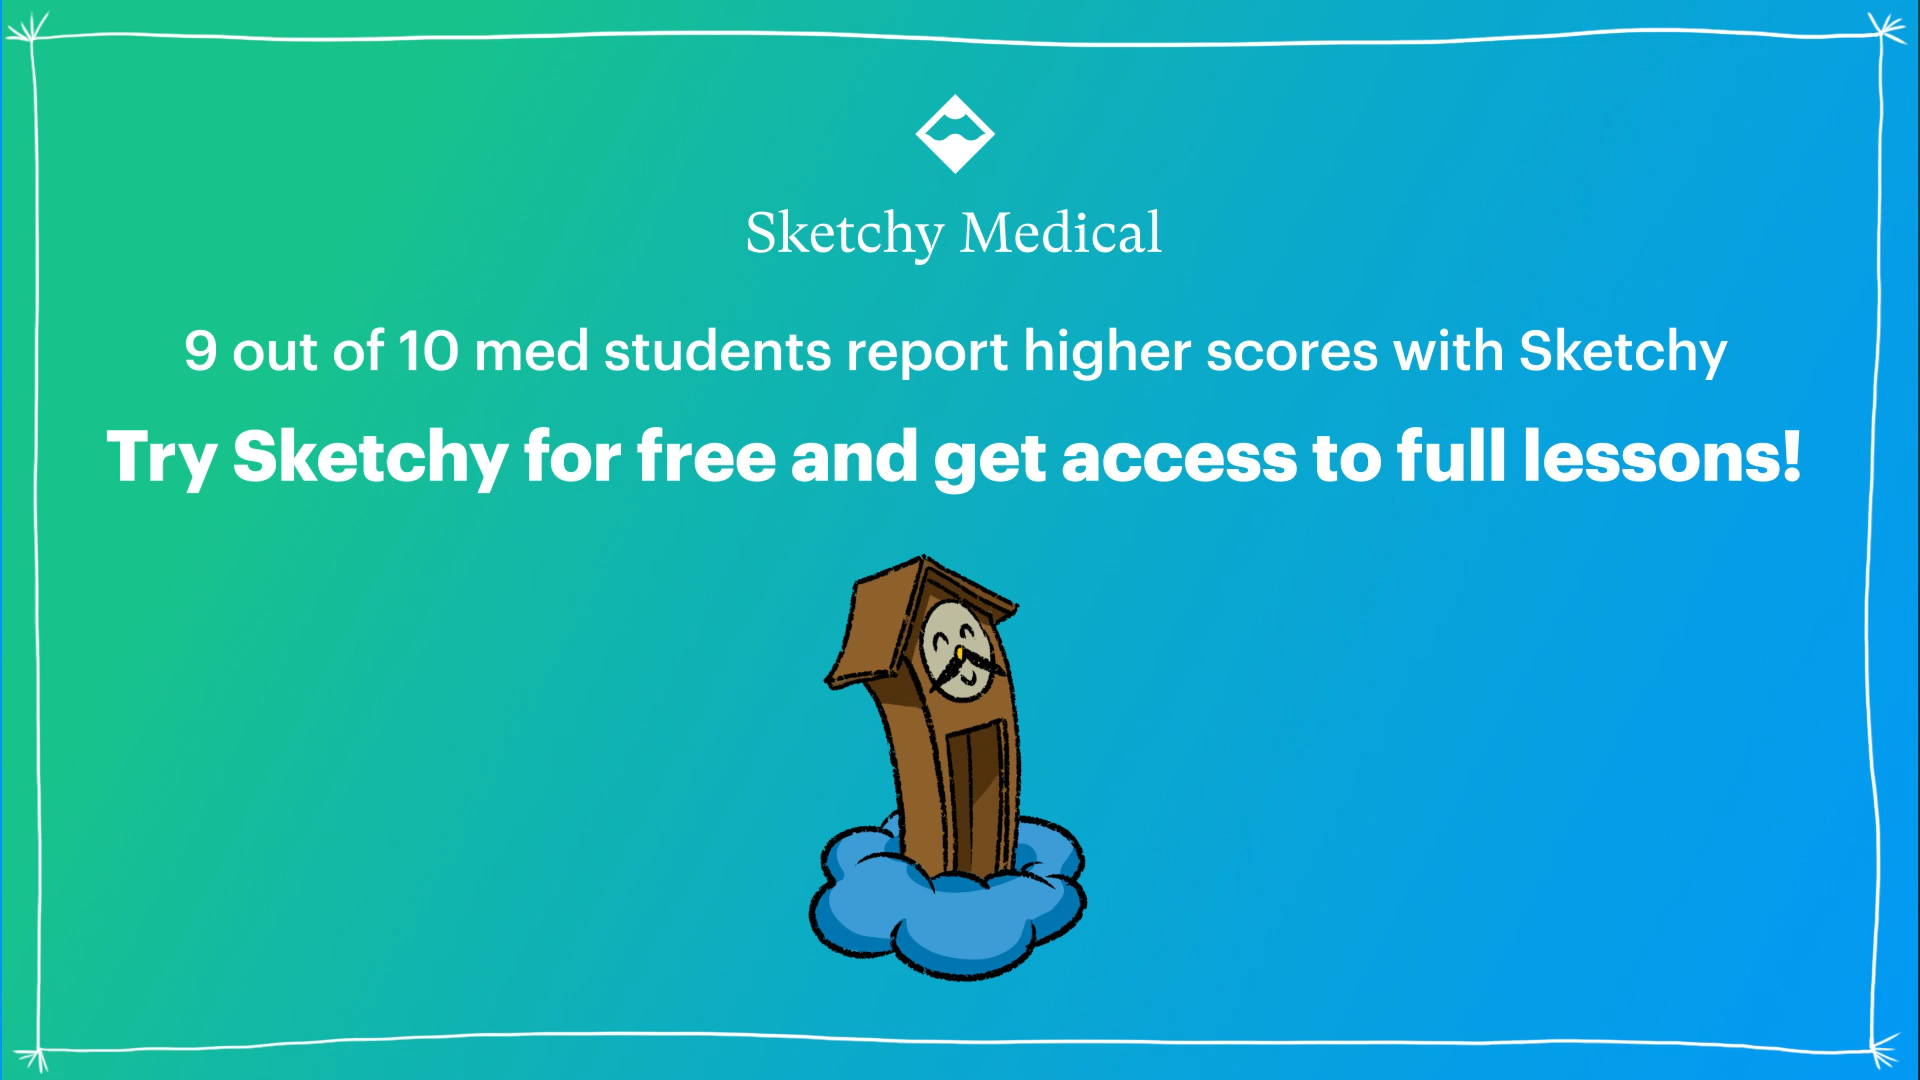 Sketchy Medical
9 out of 10 med students report higher scores with Sketchy
Try Sketchy for free and get access to full lessons!